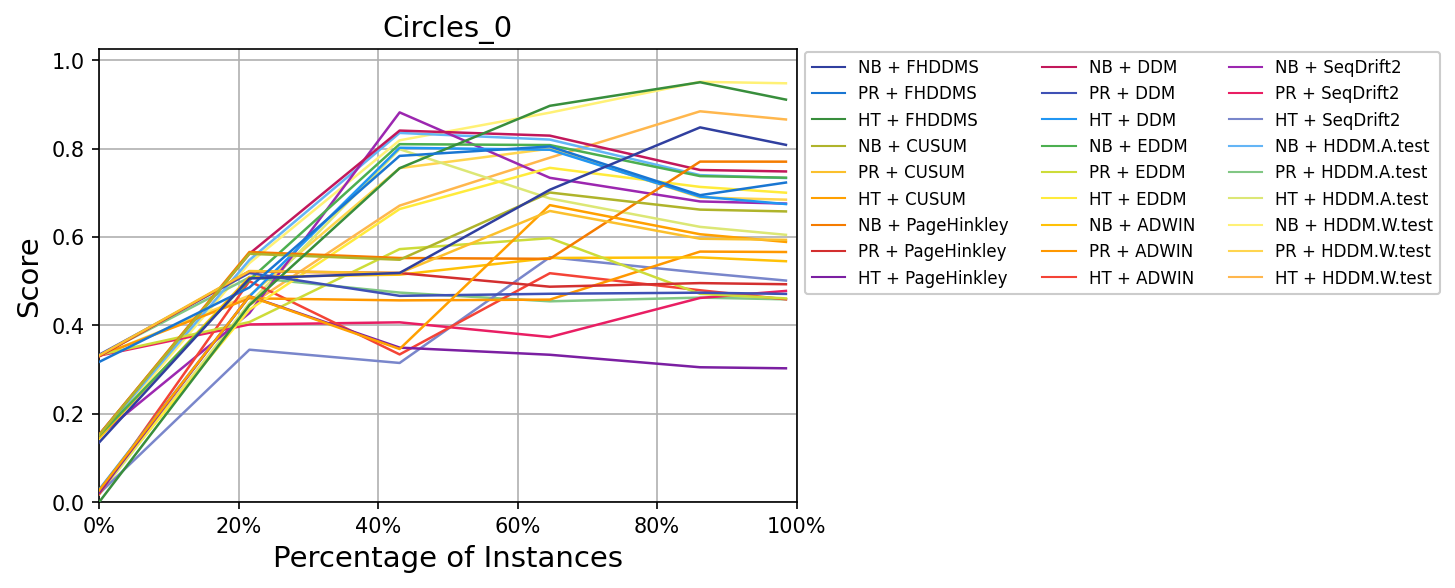 Circles_0
1.0
0.8
0.6
0.4
0.2
0.0
Score
0%
20%
40%
60%
80%
100%
Percentage of Instances
NB + FHDDMS
PR + FHDDMS
HT + FHDDMS
NB + CUSUM
PR + CUSUM
HT + CUSUM
NB + PageHinkley
PR + PageHinkley
HT + PageHinkley
NB + DDM
PR + DDM
HT + DDM
NB + EDDM
PR + EDDM
HT + EDDM
NB + ADWIN
PR + ADWIN
HT + ADWIN
NB + SeqDrift2
PR + SeqDrift2
HT + SeqDrift2
NB + HDDM.A.test
PR + HDDM.A.test
HT + HDDM.A.test
NB + HDDM.W.test
PR + HDDM.W.test
HT + HDDM.W.test